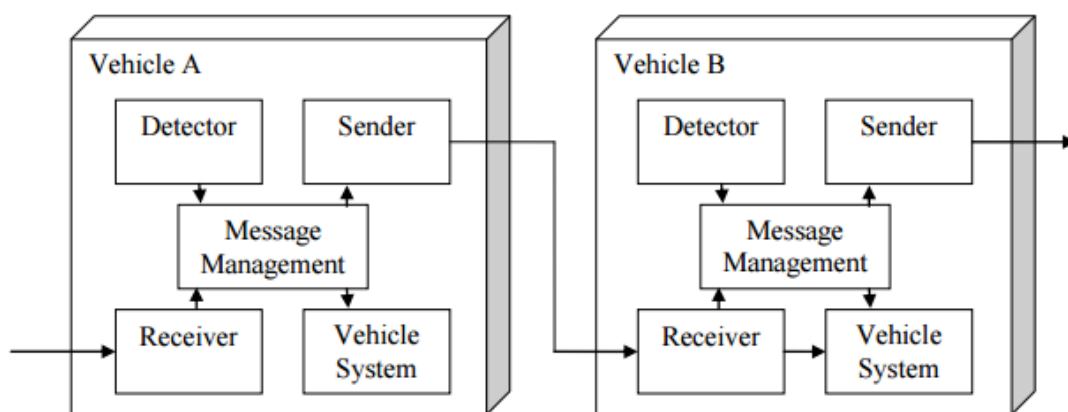 Vehicle A
Detector
Sender
Message
Management
Receiver
Vehicle
System
Vehicle B
Detector
Sender
Message
Management
Receiver
Vehicle
System